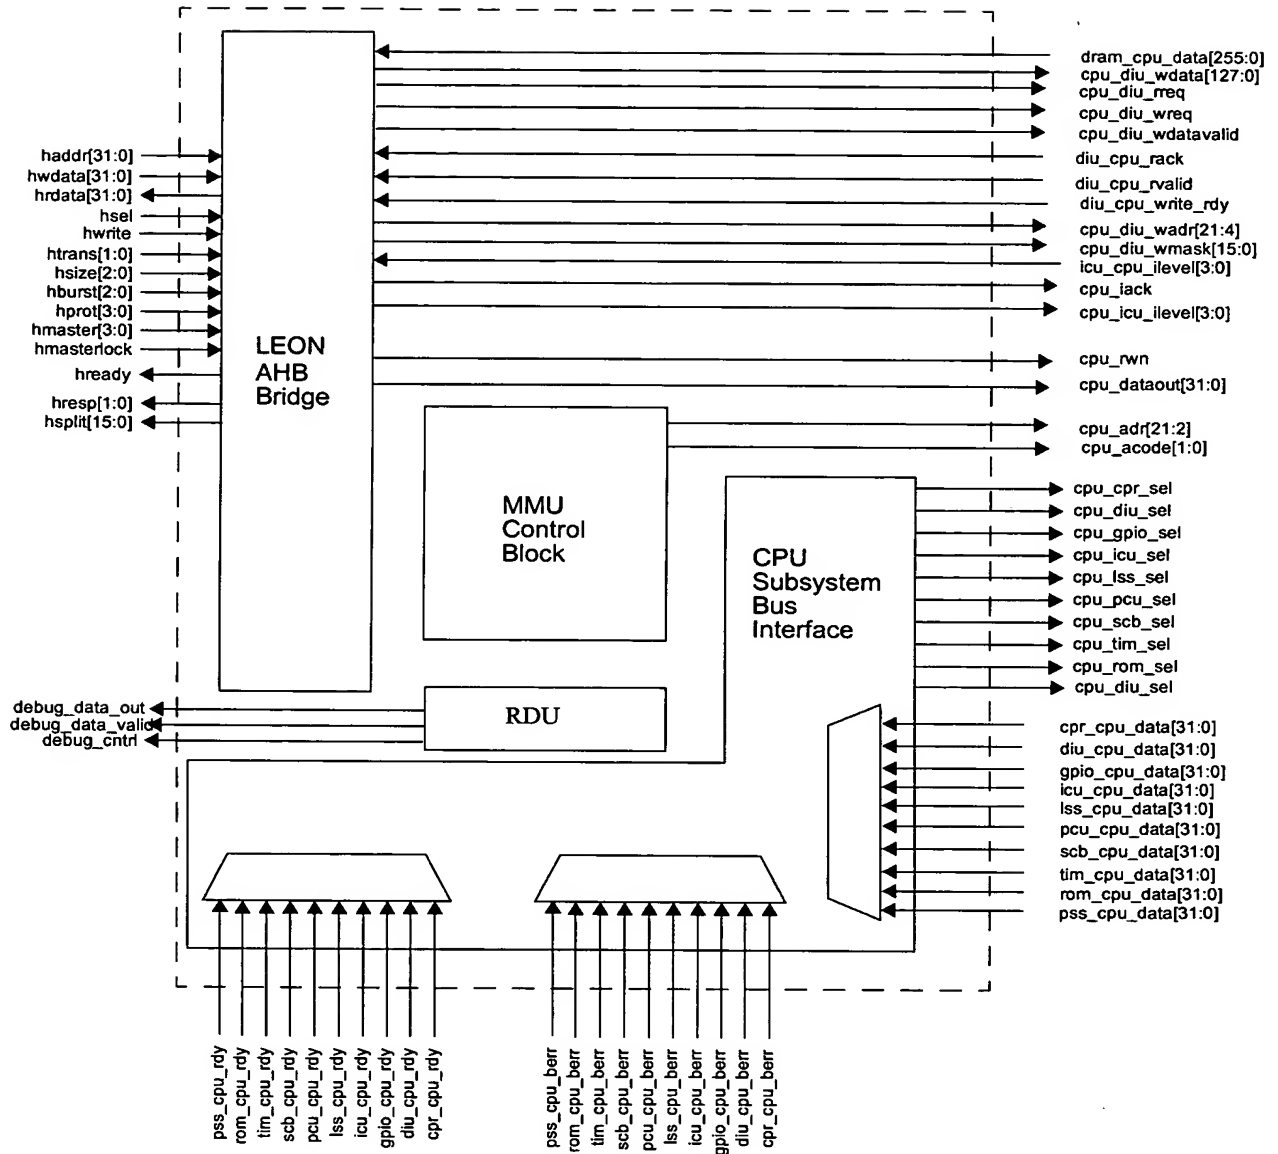 haddr[31:0]
hwdata[31:0]
hrdata[31:0]
hsel
hwrite
htrans[1:0]
hsize[2:0]
hburst[2:0]
hprot[3:0]
hmaster[3:0]
hmasterlock
hready
hresp[1:0]
hsplit[15:0]
LEON
AHB
Bridge
dram_cpu_data[255:0]
cpu_diu_wdata[127:0]
cpu_diu_rreq
cpu_diu_wreq
cpu_diu_wdatavalid
diu_cpu_rack
diu_cpu_rvalid
diu_cpu_write_rdy
cpu_diu_wadr[21:4]
cpu_diu_wmask[15:0]
icu_cpu_ilevel[3:0]
cpu_iack
cpu_icu_ilevel[3:0]
cpu_rwn
cpu_dataout[31:0]
cpu_adr[21:2]
cpu_acode[1:0]
MMU
Control
Block
CPU
Subsystem
Bus
Interface
cpu_cpr_sel
cpu_diu_sel
cpu_gpio_sel
cpu_icu_sel
cpu_lss_sel
cpu_pcu_sel
cpu_scb_sel
cpu_tim_sel
cpu_rom_sel
cpu_diu_sel
debug_data_out
debug_data_valid
debug_cntrl
RDU
cpr_cpu_data[31:0]
diu_cpu_data[31:0]
gpio_cpu_data[31:0]
icu_cpu_data[31:0]
lss_cpu_data[31:0]
pcu_cpu_data[31:0]
scb_cpu_data[31:0]
tim_cpu_data[31:0]
rom_cpu_data[31:0]
pss_cpu_data[31:0]
pss_cpu_rdy
rom_cpu_rdy
tim_cpu_rdy
scb_cpu_rdy
pcu_cpu_rdy
lss_cpu_rdy
icu_cpu_rdy
gpio_cpu_rdy
diu_cpu_rdy
cpr_cpu_rdy
pss_cpu_berr
rom_cpu_berr
tim_cpu_berr
scb_cpu_berr
pcu_cpu_berr
lss_cpu_berr
icu_cpu_berr
gpio_cpu_berr
diu_cpu_berr
cpr_cpu_berr